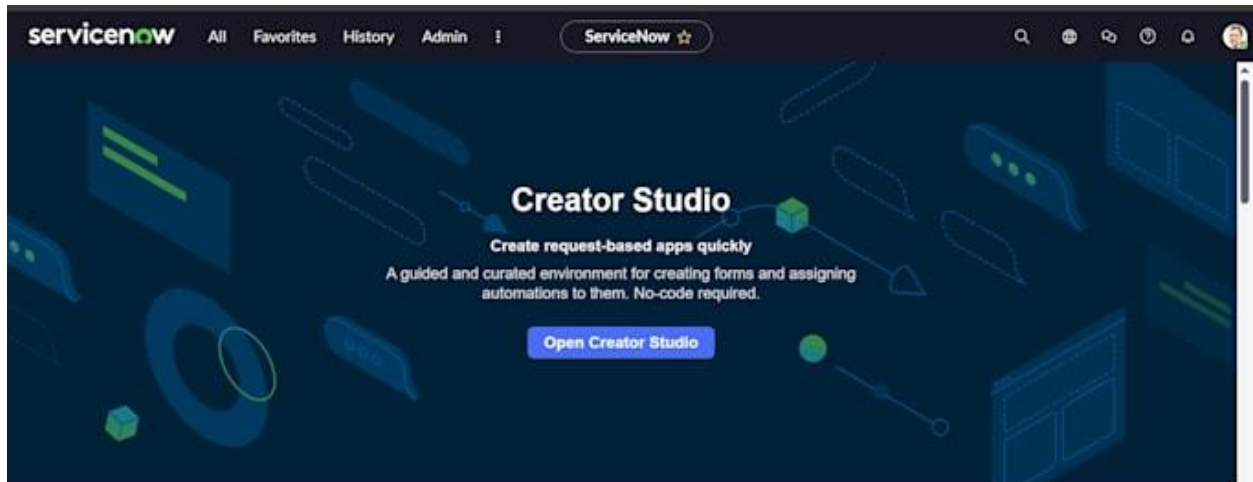 servicenow All Favorites History Admin ServiceNow
Creator Studio
Create request-based apps quickly
A guided and curated environment for creating forms and assigning
automations to them. No-code required.
Open Creator Studio